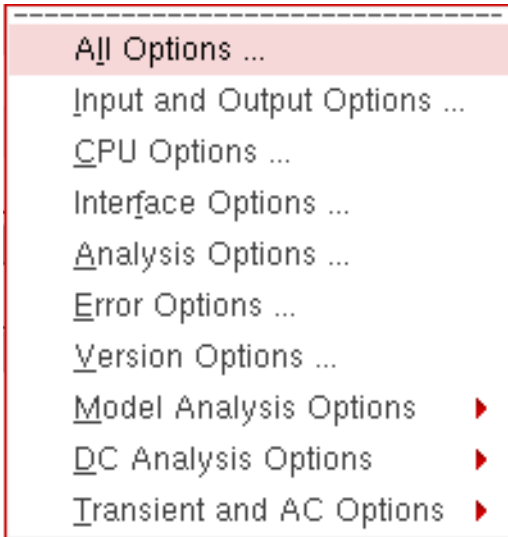 All Options ...
Input and Output Options ...
CPU Options ...
Interface Options ...
Analysis Options ...
Error Options ...
Version Options ...
Model Analysis Options
DC Analysis Options
Transient and AC Options